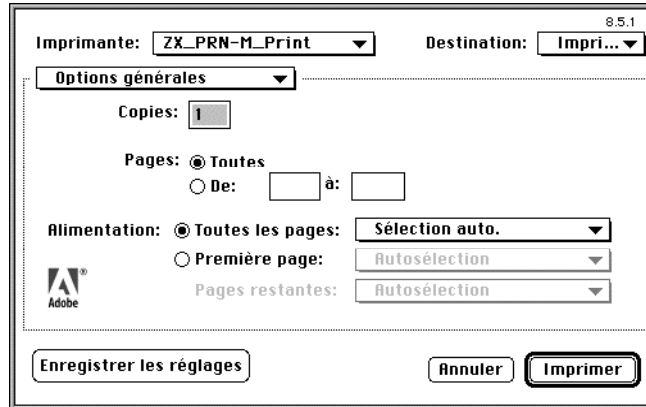 8.5.1
Imprimante: ZX_PRN-M_Print Destination: Impri...
Options générales
Copies: 1
Pages: Toutes
De: à:
Alimentation: Toutes les pages: Sélection auto.
Première page: Autosélection
Pages restantes: Autosélection
Adobe®
Enregistrer les réglages Annuler Imprimer